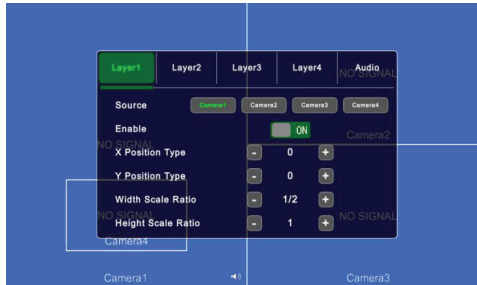 Layer1 Layer2 Layer3 Layer4 Audio
NO SIGNAL
Source Camera1 Camera2 Camera3 Camera4
Enable ON
Camera2
NO SIGNAL
X Position Type - 0 +
Y Position Type - 0 +
Width Scale Ratio - 1/2 +
NO SIGNAL NO SIGNAL
Height Scale Ratio - 1 +
Camera4
Camera1 Camera3